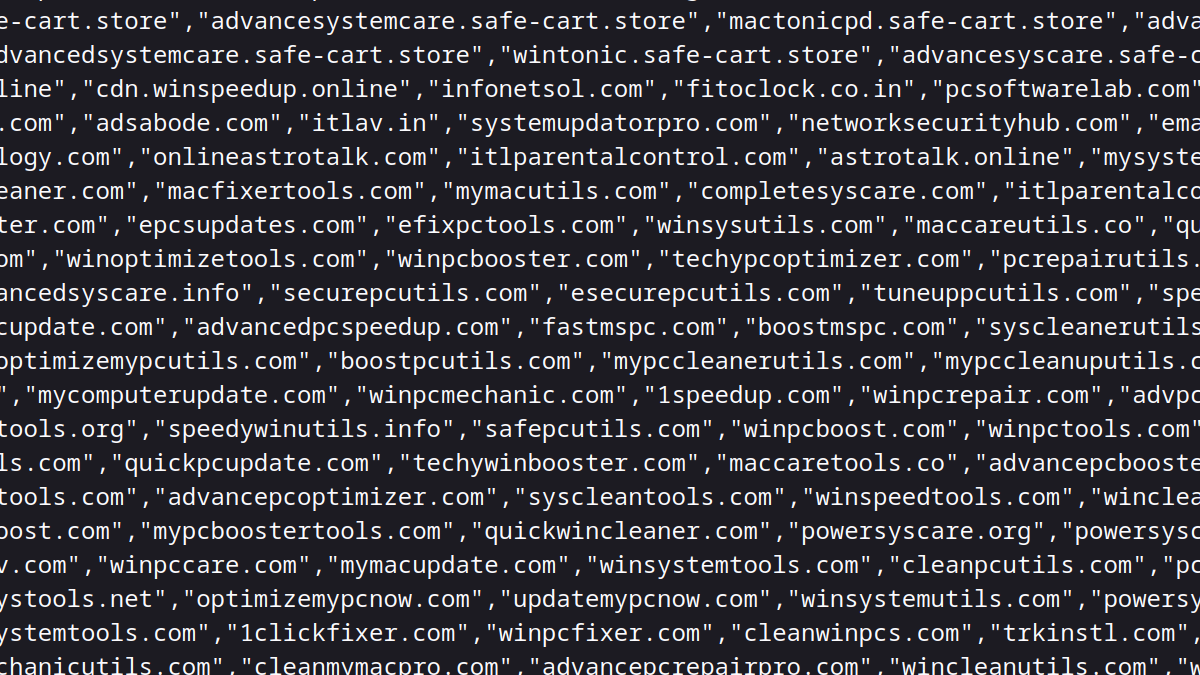 e-cart.store","advancesystemcare.safe-cart.store","mactonicpd.safe-cart.store","adva
dvancedsystemcare.safe-cart.store","wintonic.safe-cart.store","advancesyscare.safe-c
line","cdn.winspeedup.online","infonetsol.com","fitoclock.co.in","pcsoftwarelab.com"
.com","adsabode.com","itlav.in","systemupdatorpro.com","networksecurityhub.com","ema
logy.com","onlineastrotalk.com","itlparentalcontrol.com","astrotalk.online","mysyste
eaner.com","macfixertools.com","mymacutils.com","completesyscare.com","itlparentalco
ter.com","epcsupdates.com","efixpctools.com","winsysutils.com","maccareutils.co","qu
om","winoptimizetools.com","winpcbooster.com","techypcoptimizer.com","pcrepairutils.
ancedsyscare.info","securepcutils.com","esecurepcutils.com","tuneuppcutils.com","spe
cupdate.com","advancedpcspeedup.com","fastmspc.com","boostmspc.com","syscleanerutils
optimizemypcutils.com","boostpcutils.com","mypccleanerutils.com","mypccleanuputils.c
","mycomputerupdate.com","winpcmechanic.com","1speedup.com","winpcrepair.com","advpc
tools.org","speedywinutils.info","safepcutils.com","winpcboost.com","winpctools.com"
ls.com","quickpcupdate.com","techywinbooster.com","maccaretools.co","advancepcbooste
tools.com","advancepcoptimizer.com","syscleantools.com","winspeedtools.com","winclea
oost.com","mypcboostertools.com","quickwincleaner.com","powersyscare.org","powersysc
v.com","winpccare.com","mymacupdate.com","winsystemtools.com","cleanpcutils.com","pc
ystools.net","optimizemypcnow.com","updatemypcnow.com","winsystemutils.com","powersy
ystemtools.com","1clickfixer.com","winpcfixer.com","cleanwinpcs.com","trkinstl.com",
chanicutils.com","cleanmymacpro.com","advancepcrepairpro.com","wincleanutils.com","w